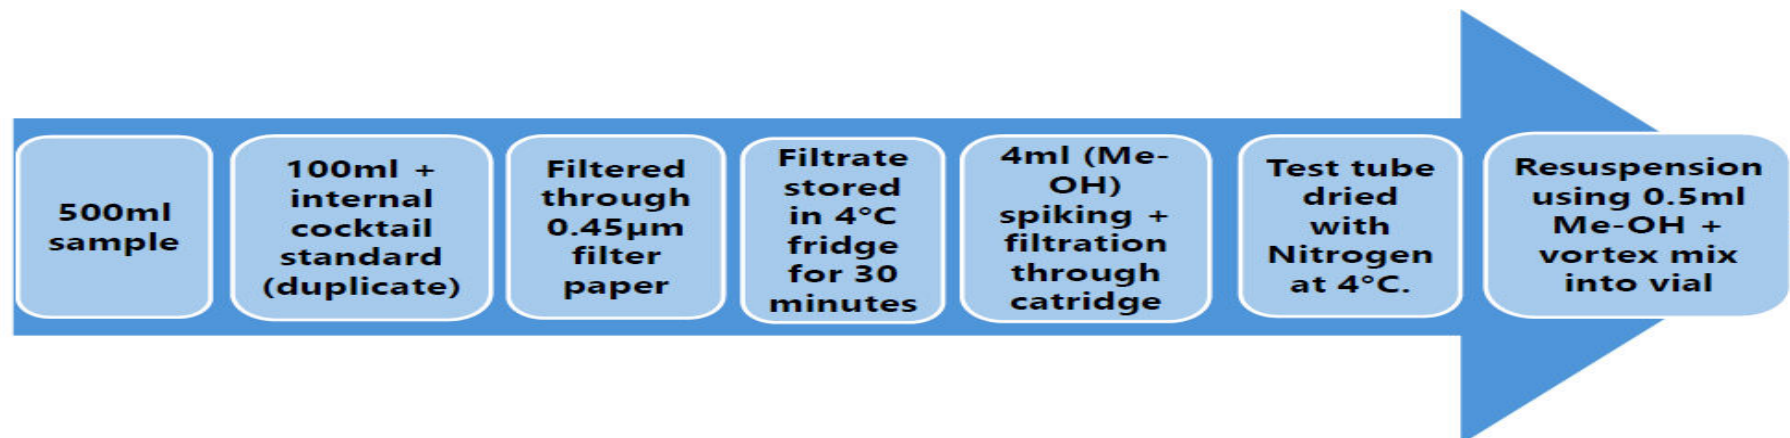 500ml
sample
100ml +
internal
cocktail
standard
(duplicate)
Filtered
through
0.45µm
filter
paper
Filtrate
stored
in 4°C
fridge
for 30
minutes
4ml (Me-
OH)
spiking +
filtration
through
catridge
Test tube
dried
with
Nitrogen
at 4°C.
Resuspension
using 0.5ml
Me-OH +
vortex mix
into vial